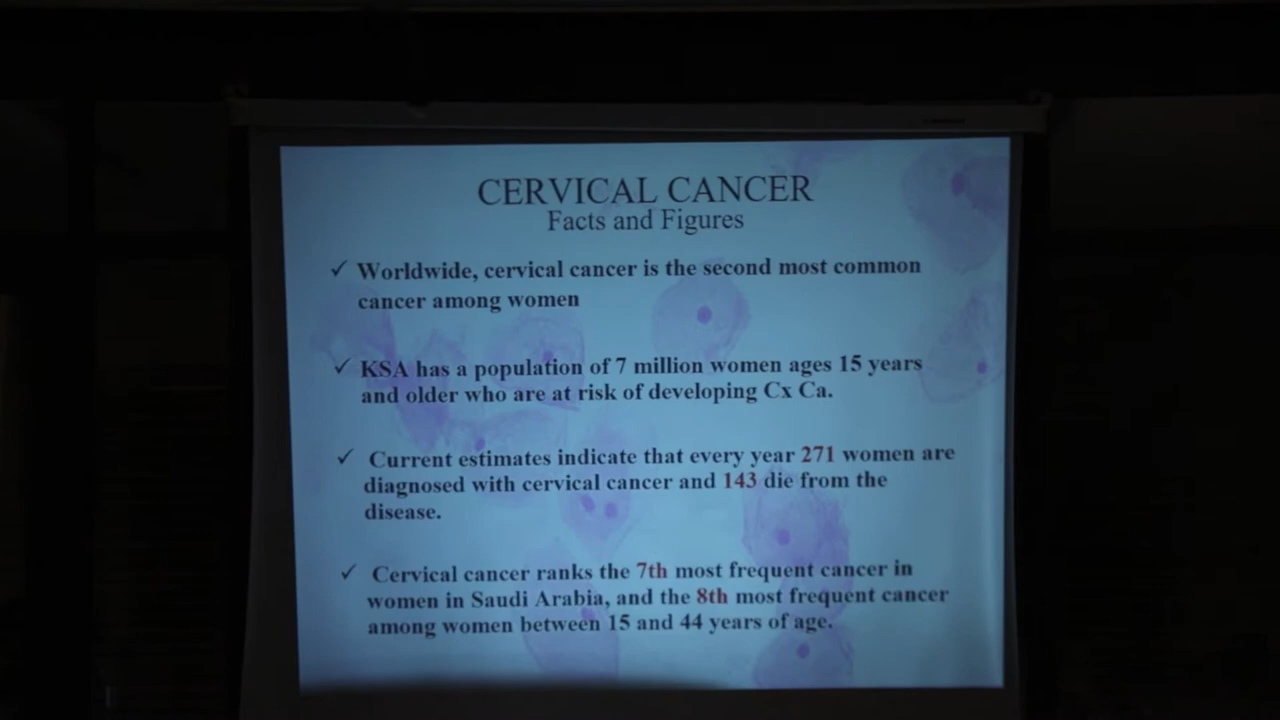 CERVICAL CANCER
Facts and Figures
✓ Worldwide, cervical cancer is the second most common
cancer among women
✓ KSA has a population of 7 million women ages 15 years
and older who are at risk of developing Cx Ca.
✓ Current estimates indicate that every year 271 women are
diagnosed with cervical cancer and 143 die from the
disease.
✓ Cervical cancer ranks the 7th most frequent cancer in
women in Saudi Arabia, and the 8th most frequent cancer
among women between 15 and 44 years of age.